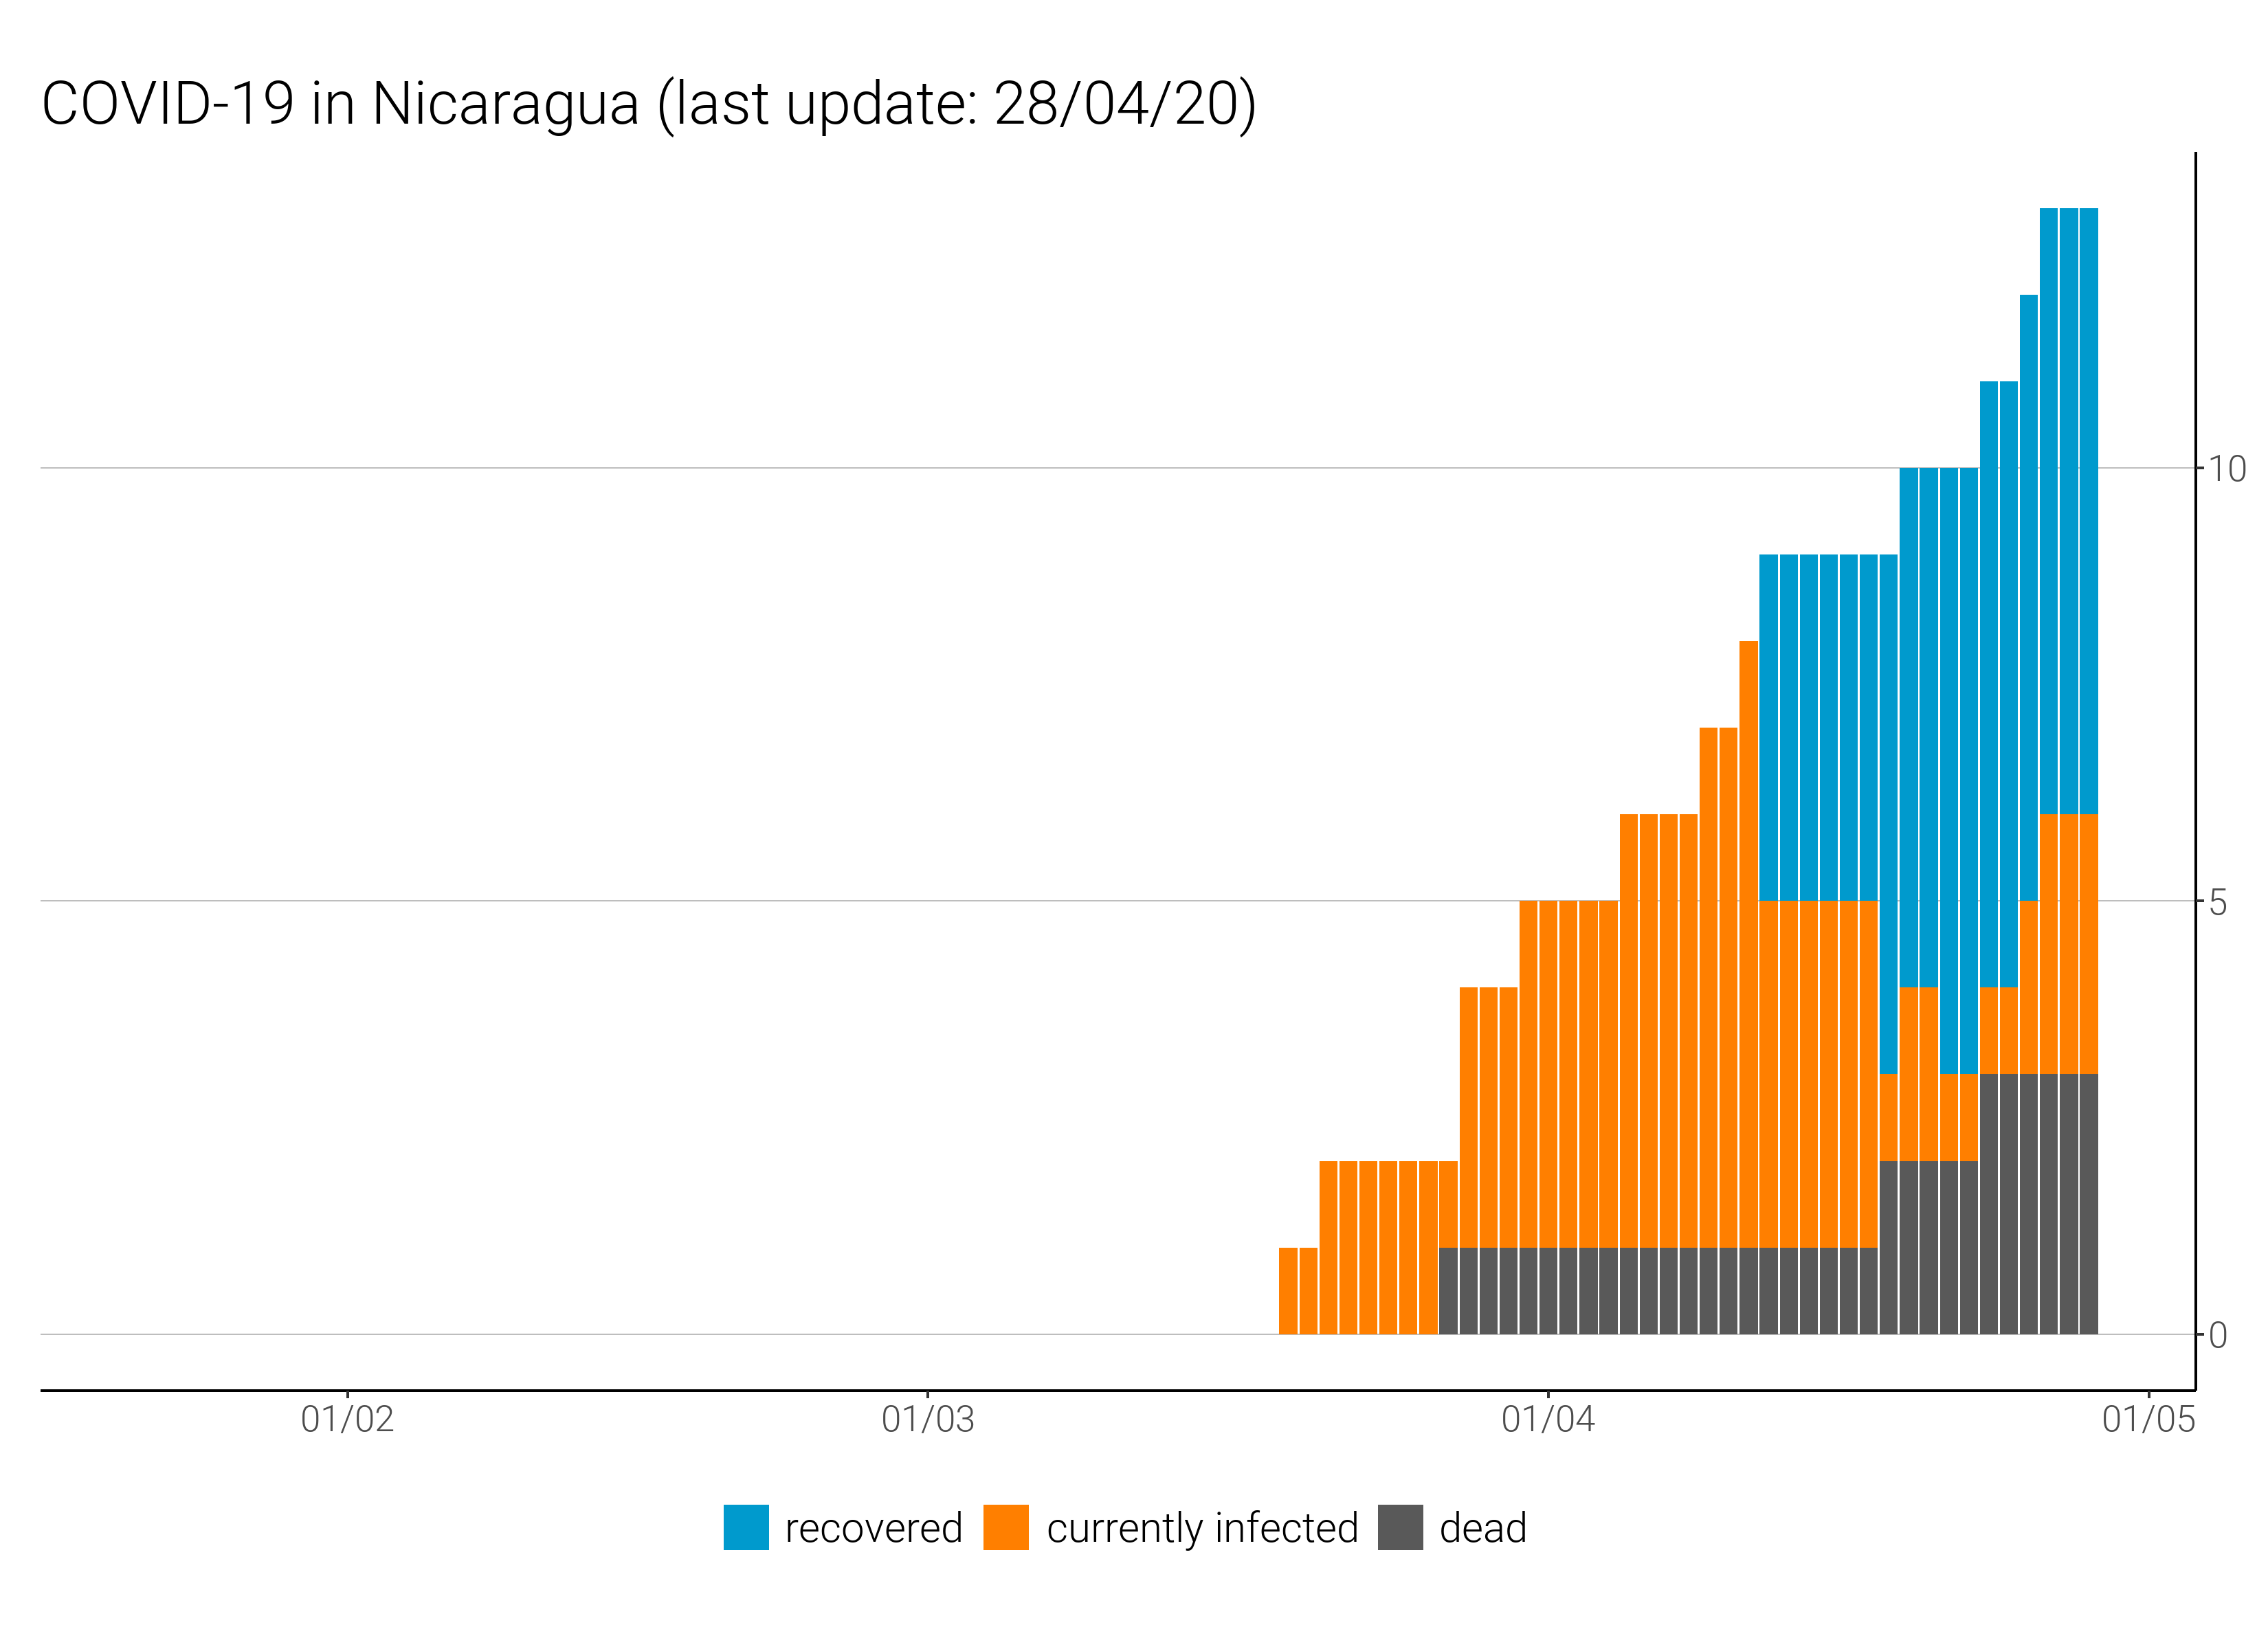 COVID-19 in Nicaragua (last update: 28/04/20)
10
5
0
01/02 01/03 01/04 01/05
recovered currently infected dead